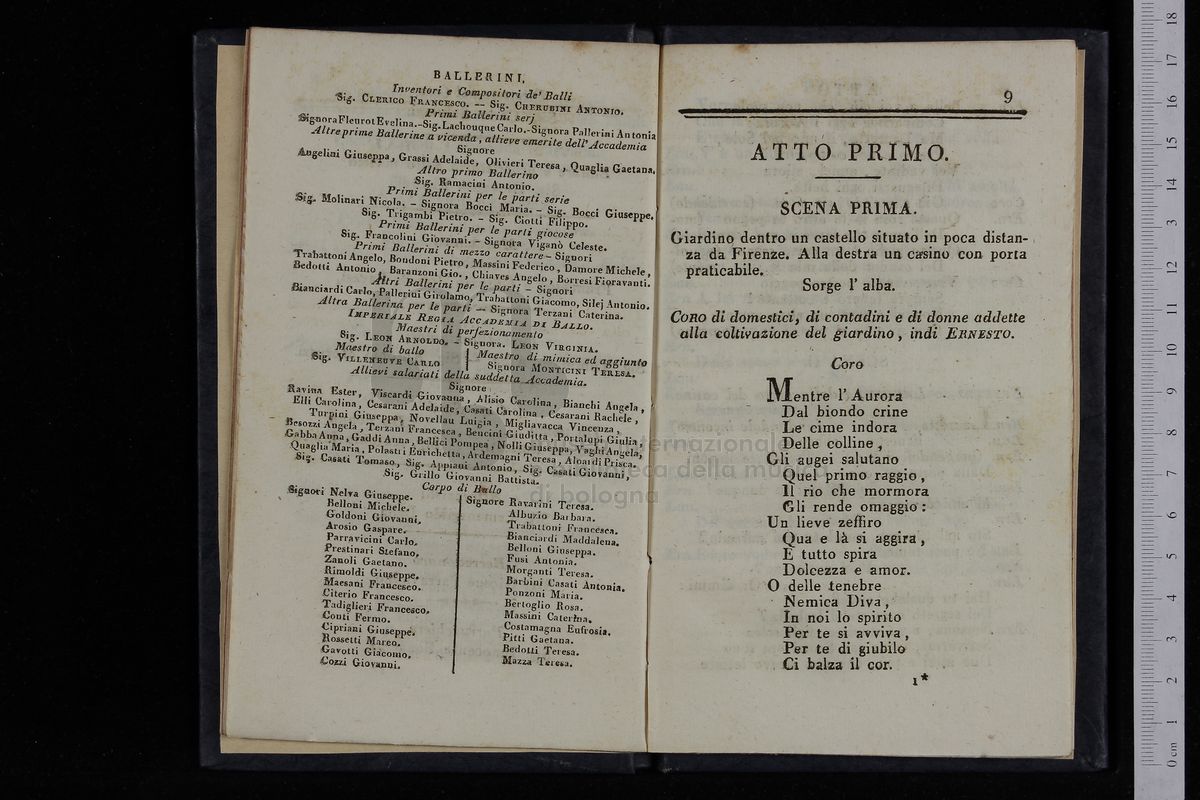 BALLERINI.
Inventori e Compositori de' Balli
Sig. CLERICO FRANCESCO. — Sig. CHERUBINI ANTONIO.
Primi Ballerini serj
Signora Fleurot Evelina.-Sig. Lachouque Carlo.-Signora Pallerini Antonia
Altre prime Ballerine a vicenda, allieve emerite dell'Accademia
Signore
Angelini Giuseppa, Grassi Adelaide, Olivieri Teresa, Quaglia Gaetana.
Altro primo Ballerino
Sig. Ramacini Antonio.
Primi Ballerini per le parti serie
Sig. Molinari Nicola. - Signora Bocci Maria. - Sig. Bocci Giuseppe.
Sig. Trigambi Pietro. - Sig. Ciotti Filippo.
Primi Ballerini per le parti giocose
Sig. Francolini Giovanni. - Signora Viganò Celeste.
Primi Ballerini di mezzo carattere - Signori
Trabattoni Angelo, Bondoni Pietro, Massini Federico, Damore Michele,
Bedotti Antonio, Baranzoni Gio., Chiaves Angelo, Borresi Fioravanti.
Altri Ballerini per le parti - Signori
Bianciardi Carlo, Pallerini Girolamo, Trabattoni Giacomo, Silej Antonio.
Altra Ballerina per le parti — Signora Terzani Caterina.
IMPERIALE REGIA ACCADEMIA DI BALLO.
Maestri di perfezionamento
Sig. LEON ARNOLDO. - Signora. LEON VIRGINIA.
Maestro di ballo | Maestro di mimica ed aggiunto
Sig. VILLENEUVE CARLO | Signora MONTICINI TERESA.
Allievi salariati della suddetta Accademia.
Signore
Ravina Ester, Viscardi Giovanna, Alisio Carolina, Bianchi Angela,
Elli Carolina, Cesarani Adelaide, Casati Carolina, Cesarani Rachele,
Turpini Giuseppa, Novellau Luigia, Migliavacca Vincenza,
Besozzi Angela, Terzani Francesca, Bencini Giuditta, Portalupi Giulia,
Gabba Anna, Gaddi Anna, Bellici Pompea, Nolli Giuseppa, Vaghi Angela,
Quaglia Maria, Polasti Enrichetta, Ardemagni Teresa, Aloardi Prisca.
Sig. Casati Tomaso, Sig. Appiani Antonio, Sig. Casati Giovanni,
Sig. Grillo Giovanni Battista.
Corpo di Ballo
Signori Nelva Giuseppe.
Belloni Michele.
Goldoni Giovanni.
Arosio Gaspare.
Parravicini Carlo.
Prestinari Stefano.
Zanoli Gaetano.
Rimoldi Giuseppe.
Maesani Francesco.
Citerio Francesco.
Tadiglieri Francesco.
Conti Fermo.
Cipriani Giuseppe.
Rossetti Marco.
Gavotti Giacomo.
Cozzi Giovanni.
Signore Ravarini Teresa.
Albuzio Barbara.
Trabattoni Francesca.
Bianciardi Maddalena.
Belloni Giuseppa.
Fusi Antonia.
Morganti Teresa.
Barbini Casati Antonia.
Ponzoni Maria.
Bertoglio Rosa.
Massini Caterina.
Costamagna Eufrosia.
Pitti Gaetana.
Bedotti Teresa.
Mazza Teresa.
9
ATTO PRIMO.
SCENA PRIMA.
Giardino dentro un castello situato in poca distan-
za da Firenze. Alla destra un casino con porta
praticabile.
Sorge l' alba.
CORO di domestici, di contadini e di donne addette
alla coltivazione del giardino, indi ERNESTO.
Coro
Mentre l' Aurora
Dal biondo crine
Le cime indora
Delle colline,
Gli augei salutano
Quel primo raggio,
Il rio che mormora
Gli rende omaggio:
Un lieve zeffiro
Qua e là si aggira,
E tutto spira
Dolcezza e amor.
O delle tenebre
Nemica Diva,
In noi lo spirito
Per te si avviva,
Per te di giubilo
Ci balza il cor.
1*